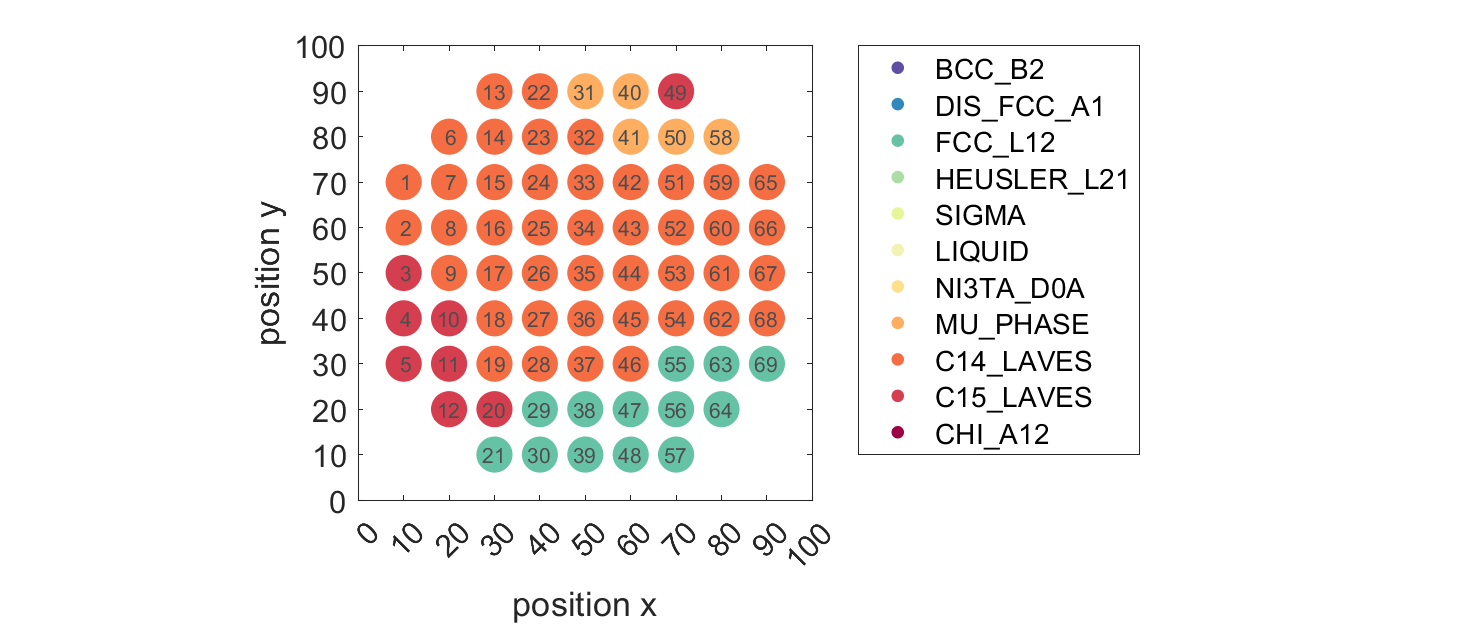 100
90
80
70
60
50
40
30
20
10
0
position y
13 22 31 40 49
6 14 23 32 41 50 58
1 7 15 24 33 42 51 59 65
2 8 16 25 34 43 52 60 66
3 9 17 26 35 44 53 61 67
4 10 18 27 36 45 54 62 68
5 11 19 28 37 46 55 63 69
12 20 29 38 47 56 64
21 30 39 48 57
0 10 20 30 40 50 60 70 80 90 100
position x
BCC_B2
DIS_FCC_A1
FCC_L12
HEUSLER_L21
SIGMA
LIQUID
NI3TA_D0A
MU_PHASE
C14_LAVES
C15_LAVES
CHI_A12